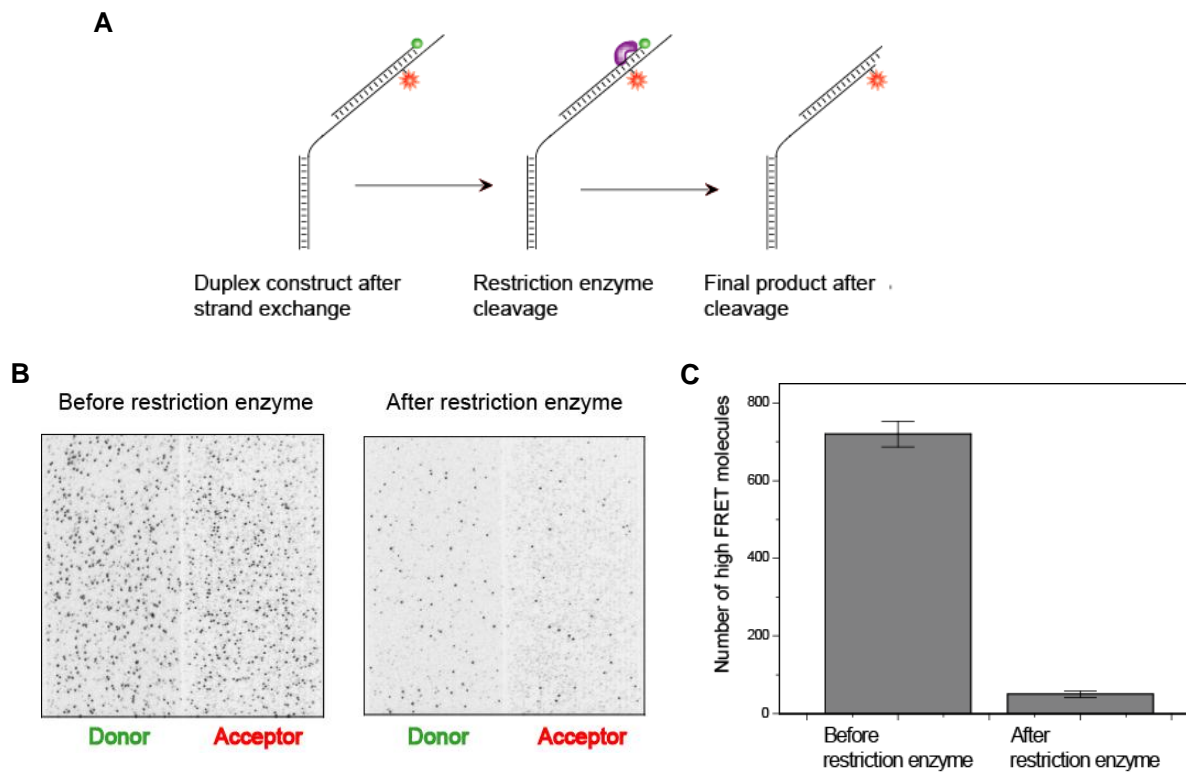 A
Duplex construct after
strand exchange
Restriction enzyme
cleavage
Final product after
cleavage
B
Before restriction enzyme
After restriction enzyme
Donor
Acceptor
Donor
Acceptor
C
Number of high FRET molecules
800
600
400
200
0
Before
restriction enzyme
After
restriction enzyme